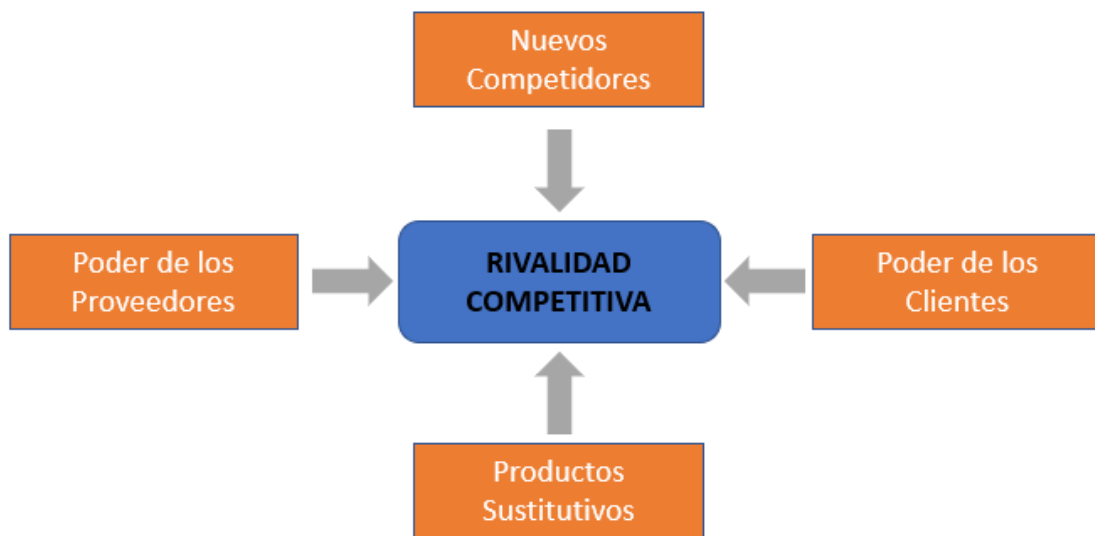 Nuevos
Competidores
Poder de los
Proveedores
RIVALIDAD
COMPETITIVA
Poder de los
Clientes
Productos
Sustitutivos